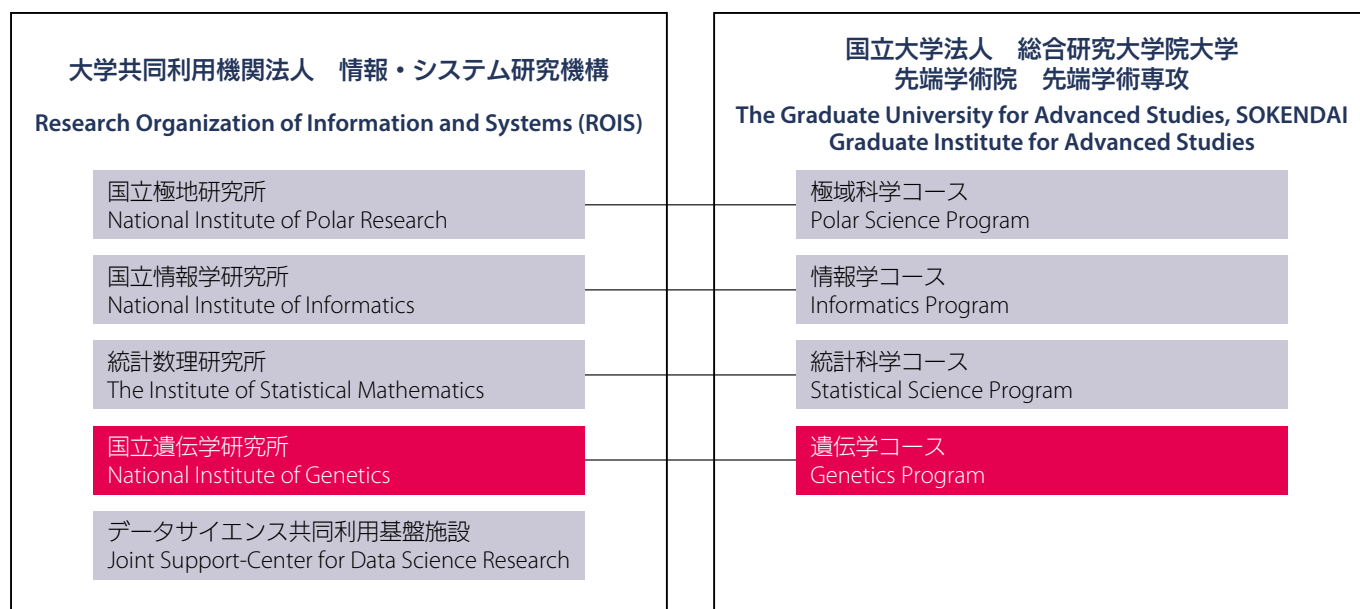 大学共同利用機関法人　情報・システム研究機構
Research Organization of Information and Systems (ROIS)
国立極地研究所
National Institute of Polar Research
国立情報学研究所
National Institute of Informatics
統計数理研究所
The Institute of Statistical Mathematics
国立遺伝学研究所
National Institute of Genetics
データサイエンス共同利用基盤施設
Joint Support-Center for Data Science Research
国立大学法人　総合研究大学院大学
先端学術院　先端学術専攻
The Graduate University for Advanced Studies, SOKENDAI
Graduate Institute for Advanced Studies
極域科学コース
Polar Science Program
情報学コース
Informatics Program
統計科学コース
Statistical Science Program
遺伝学コース
Genetics Program